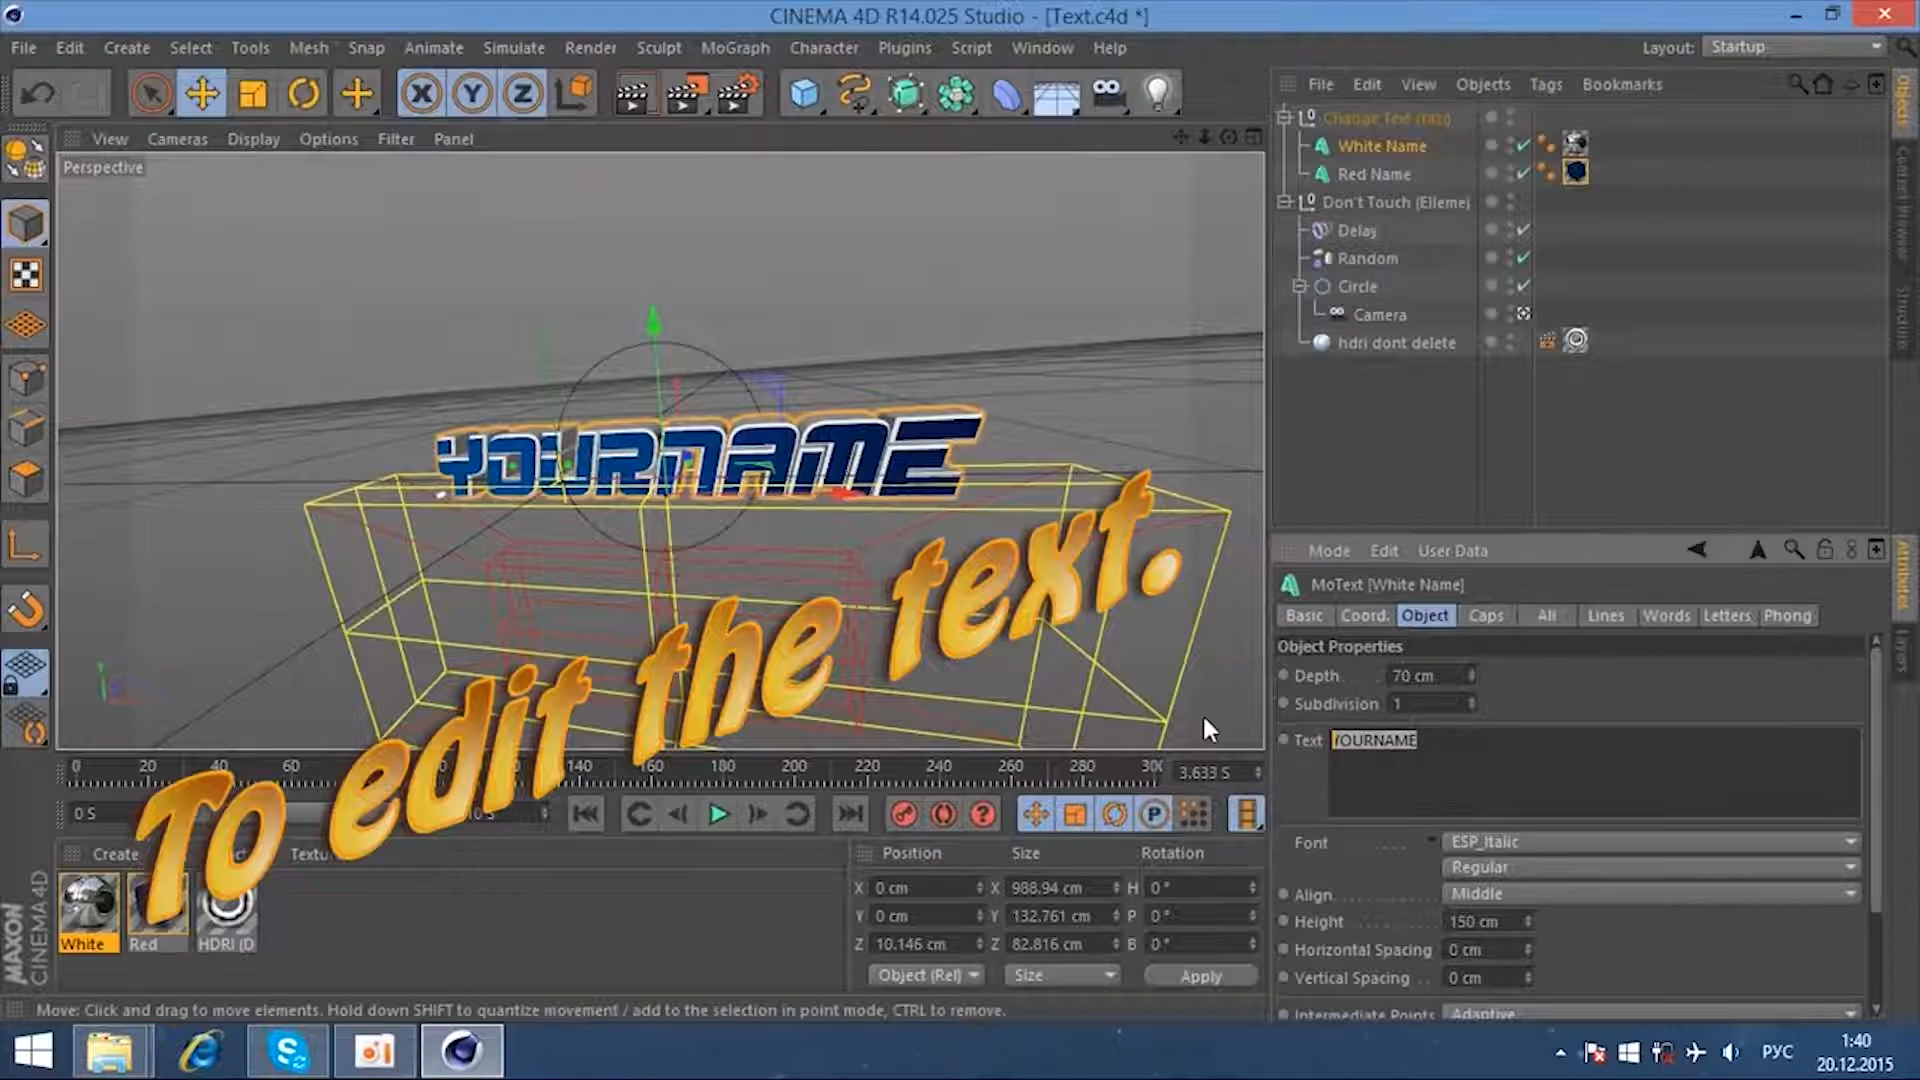 CINEMA 4D R14.025 Studio - [Text.c4d *]
File Edit Create Select Tools Mesh Snap Animate Simulate Render Sculpt MoGraph Character Plugins Script Window Help
Layout: Startup
File Edit View Objects Tags Bookmarks
View Cameras Display Options Filter Panel
Perspective
White Name
Red Name
Don't Touch (Elleme)
Delay
Random
Circle
Camera
hdri dont delete
Objects
Content Browser
Structure
YOURNAME
To edit the text.
Mode Edit User Data
MoText [White Name]
Basic Coord. Object Caps All Lines Words Letters Phong
Object Properties
Depth 70 cm
Subdivision 1
Text YOURNAME
Font ESP_Italic
Regular
Align Middle
Height 150 cm
Horizontal Spacing 0 cm
Vertical Spacing 0 cm
Intermediate Points Adaptive
Attributes
Layers
0 20 60 140 160 180 200 220 240 260 280 300 3.633 S
0 S
Create
White Red HDRI (D
Position Size Rotation
X 0 cm X 988.94 cm H 0 °
Y 0 cm Y 132.761 cm P 0 °
Z 10.146 cm Z 82.816 cm B 0 °
Object (Rel) Size Apply
MAXON
CINEMA 4D
Move: Click and drag to move elements. Hold down SHIFT to quantize movement / add to the selection in point mode, CTRL to remove.
РУС
1:40
20.12.2015